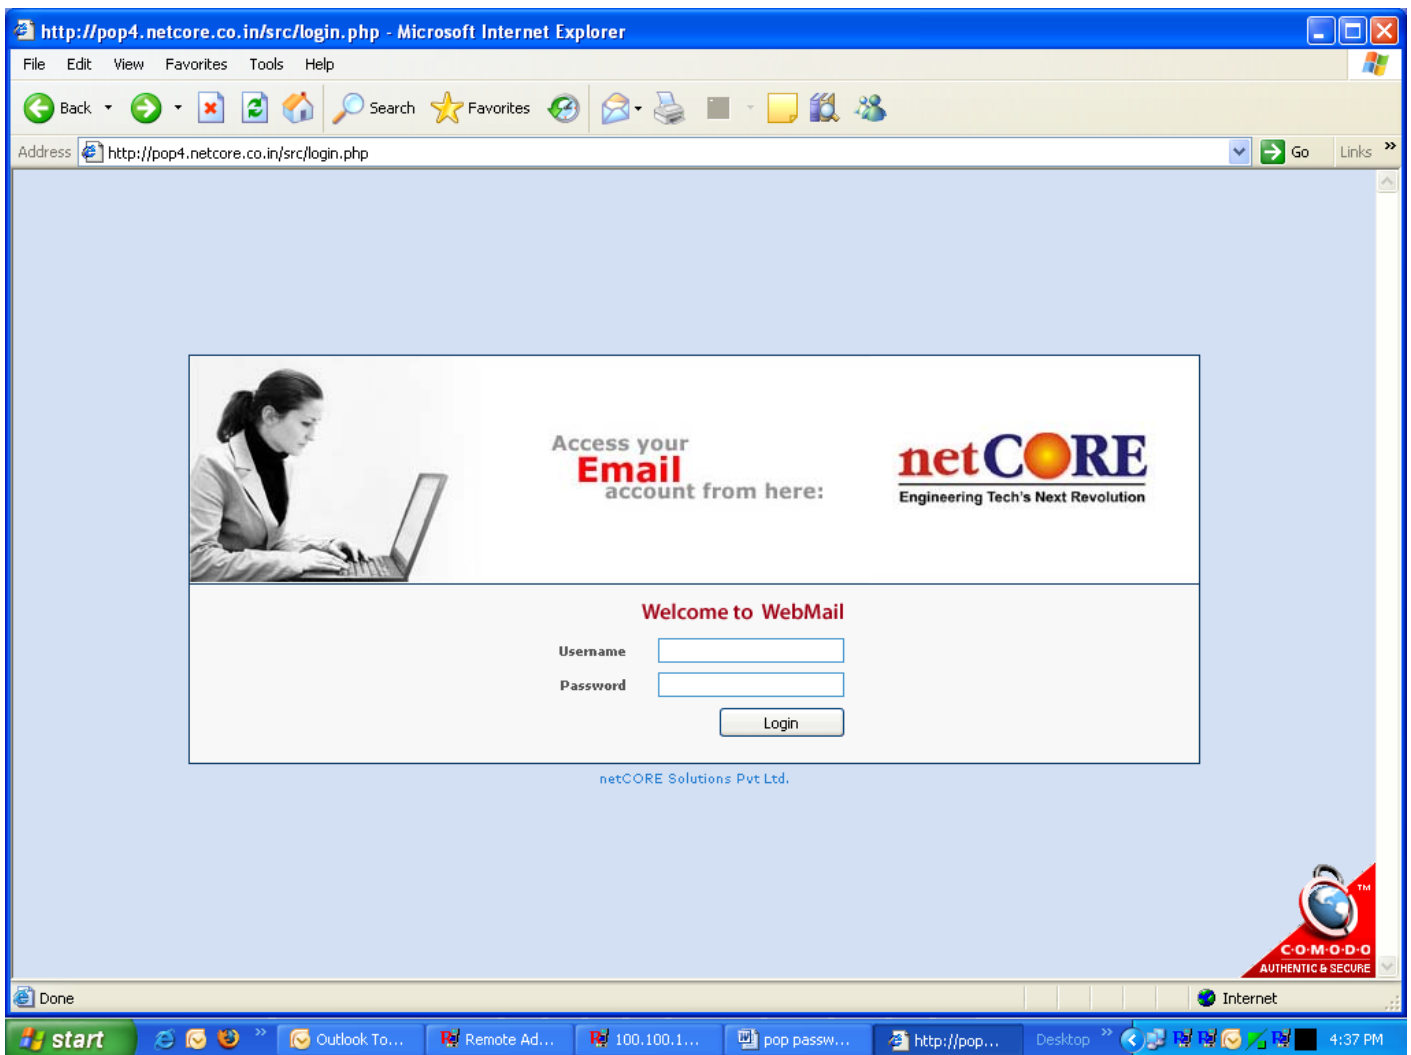 http://pop4.netcore.co.in/src/login.php - Microsoft Internet Explorer
File Edit View Favorites Tools Help
Back Search Favorites
Address http://pop4.netcore.co.in/src/login.php Go Links »
Access your
Email
account from here:
netCORE
Engineering Tech's Next Revolution
Welcome to WebMail
Username
Password
Login
netCORE Solutions Pvt Ltd.
TM
C·O·M·O·D·O
AUTHENTIC & SECURE
Done Internet
start » Outlook To... Remote Ad... 100.100.1... pop passw... http://pop... Desktop » 4:37 PM